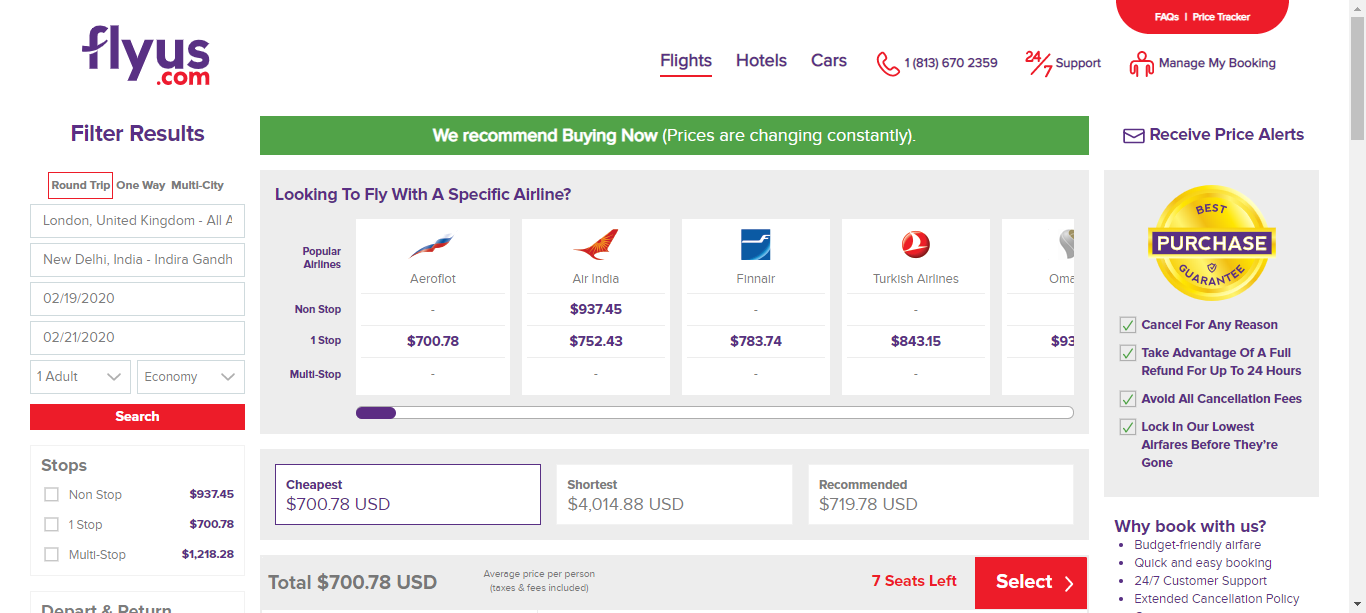 FAQs | Price Tracker
flyus
.com
Flights Hotels Cars 1 (813) 670 2359 24/7 Support Manage My Booking
Filter Results
Round Trip One Way Multi-City
London, United Kingdom - All A
New Delhi, India - Indira Gandh
02/19/2020
02/21/2020
1 Adult Economy
Search
Stops
Non Stop $937.45
1 Stop $700.78
Multi-Stop $1,218.28
Depart & Return
We recommend Buying Now (Prices are changing constantly).
Looking To Fly With A Specific Airline?
Popular
Airlines
Aeroflot Air India Finnair Turkish Airlines Oma
Non Stop - $937.45 - -
1 Stop $700.78 $752.43 $783.74 $843.15 $93
Multi-Stop - - - -
Cheapest Shortest Recommended
$700.78 USD $4,014.88 USD $719.78 USD
Total $700.78 USD
Average price per person
(taxes & fees included)
7 Seats Left
Select
Receive Price Alerts
BEST
PURCHASE
GUARANTEE
Cancel For Any Reason
Take Advantage Of A Full
Refund For Up To 24 Hours
Avoid All Cancellation Fees
Lock In Our Lowest
Airfares Before They're
Gone
Why book with us?
• Budget-friendly airfare
• Quick and easy booking
• 24/7 Customer Support
• Extended Cancellation Policy